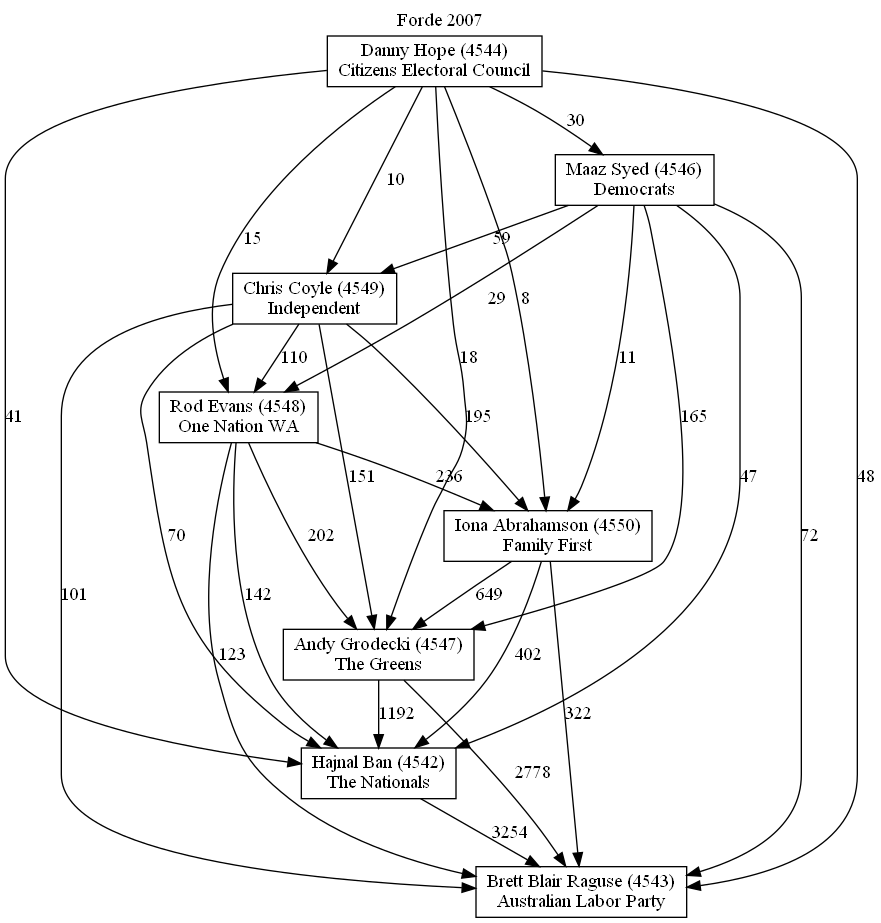 Forde 2007
Danny Hope (4544)
Citizens Electoral Council
30
Maaz Syed (4546)
Democrats
10
15
59
Chris Coyle (4549)
Independent
29
8
110
18
11
Rod Evans (4548)
One Nation WA
41
195
165
151
236
47
48
Iona Abrahamson (4550)
Family First
70
202
72
101
142
649
Andy Grodecki (4547)
The Greens
123
402
1192
322
Hajnal Ban (4542)
The Nationals
2778
3254
Brett Blair Raguse (4543)
Australian Labor Party